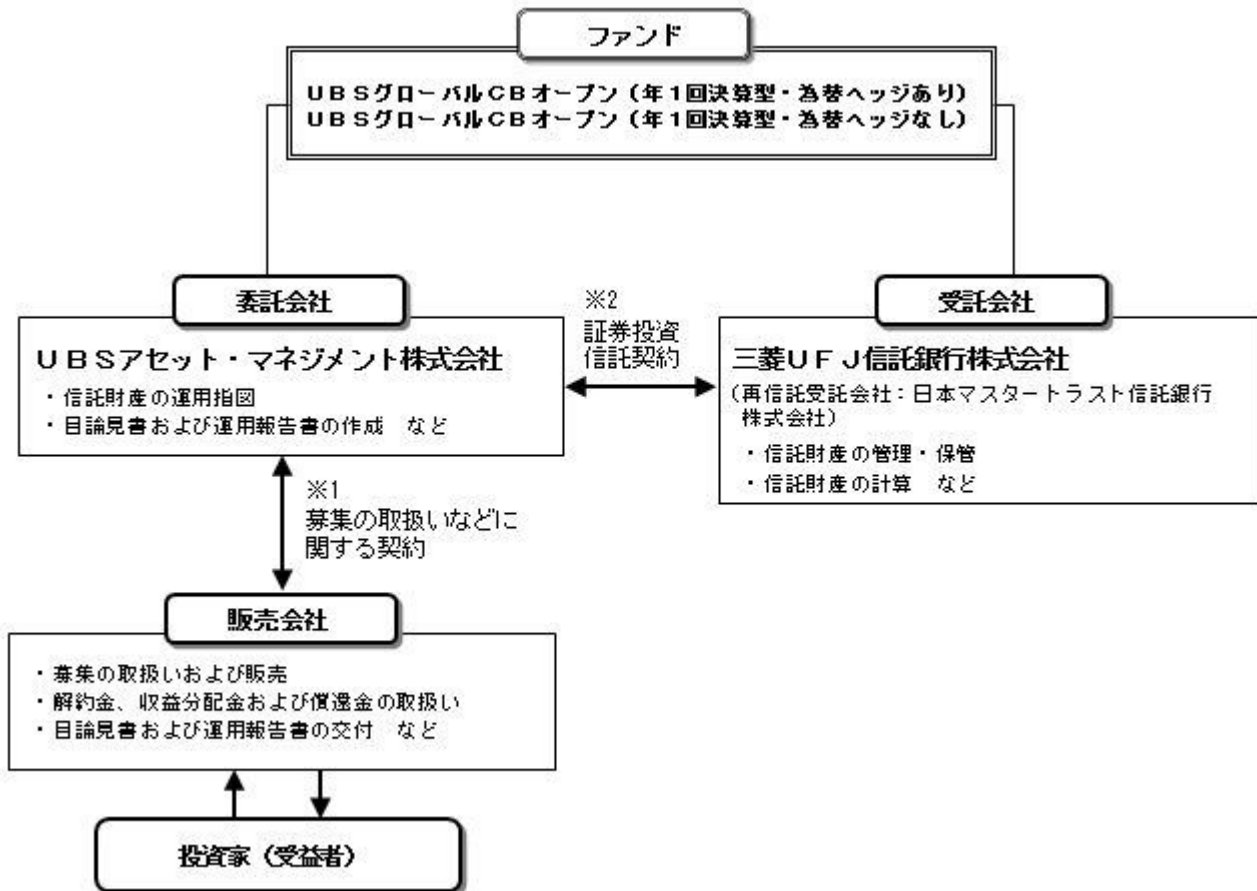 ファンド
UBSグローバルCBオープン（年1回決算型・為替ヘッジあり）
UBSグローバルCBオープン（年1回決算型・為替ヘッジなし）
委託会社
UBSアセット・マネジメント株式会社
・信託財産の運用指図
・目論見書および運用報告書の作成　など
※2
証券投資
信託契約
受託会社
三菱UFJ信託銀行株式会社
（再信託受託会社：日本マスタートラスト信託銀行
株式会社）
・信託財産の管理・保管
・信託財産の計算　など
※1
募集の取扱いなどに
関する契約
販売会社
・募集の取扱いおよび販売
・解約金、収益分配金および償還金の取扱い
・目論見書および運用報告書の交付　など
投資家（受益者）